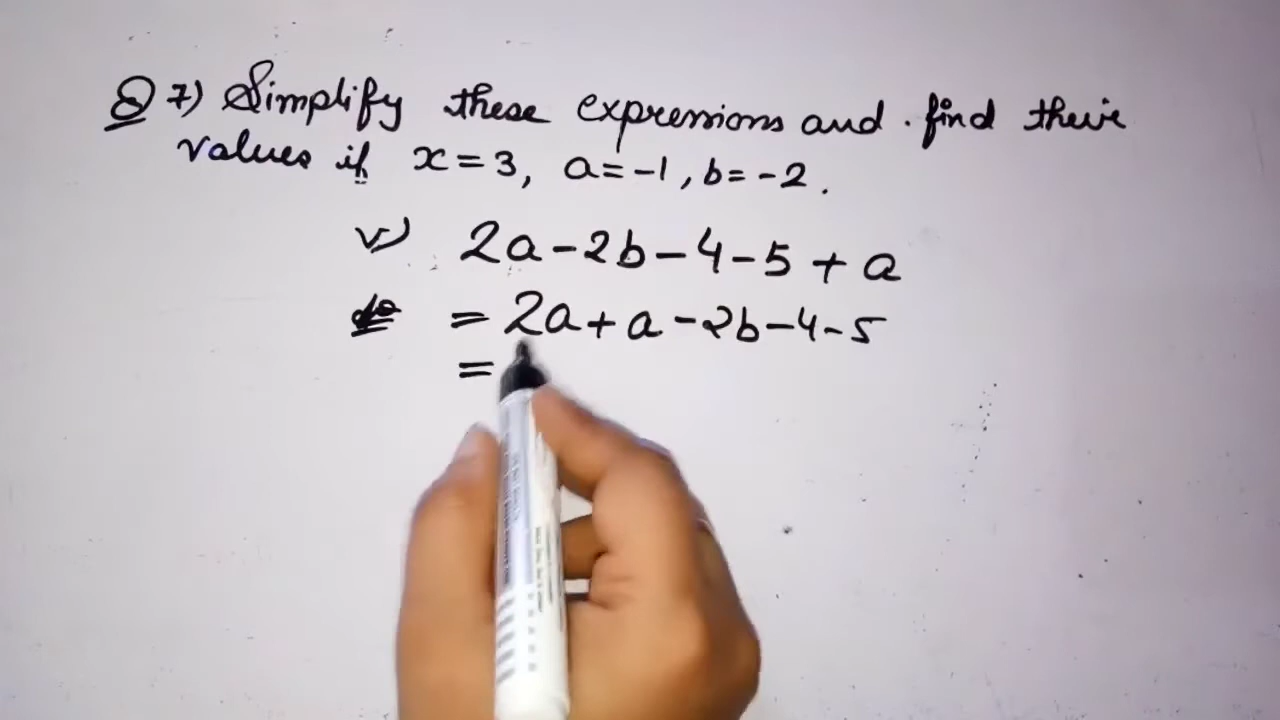 Q 7) Simplify these expressions and . find their
values if x = 3, a = -1, b = -2 .
v) 2a - 2b - 4 - 5 + a
= 2a + a - 2b - 4 - 5
=